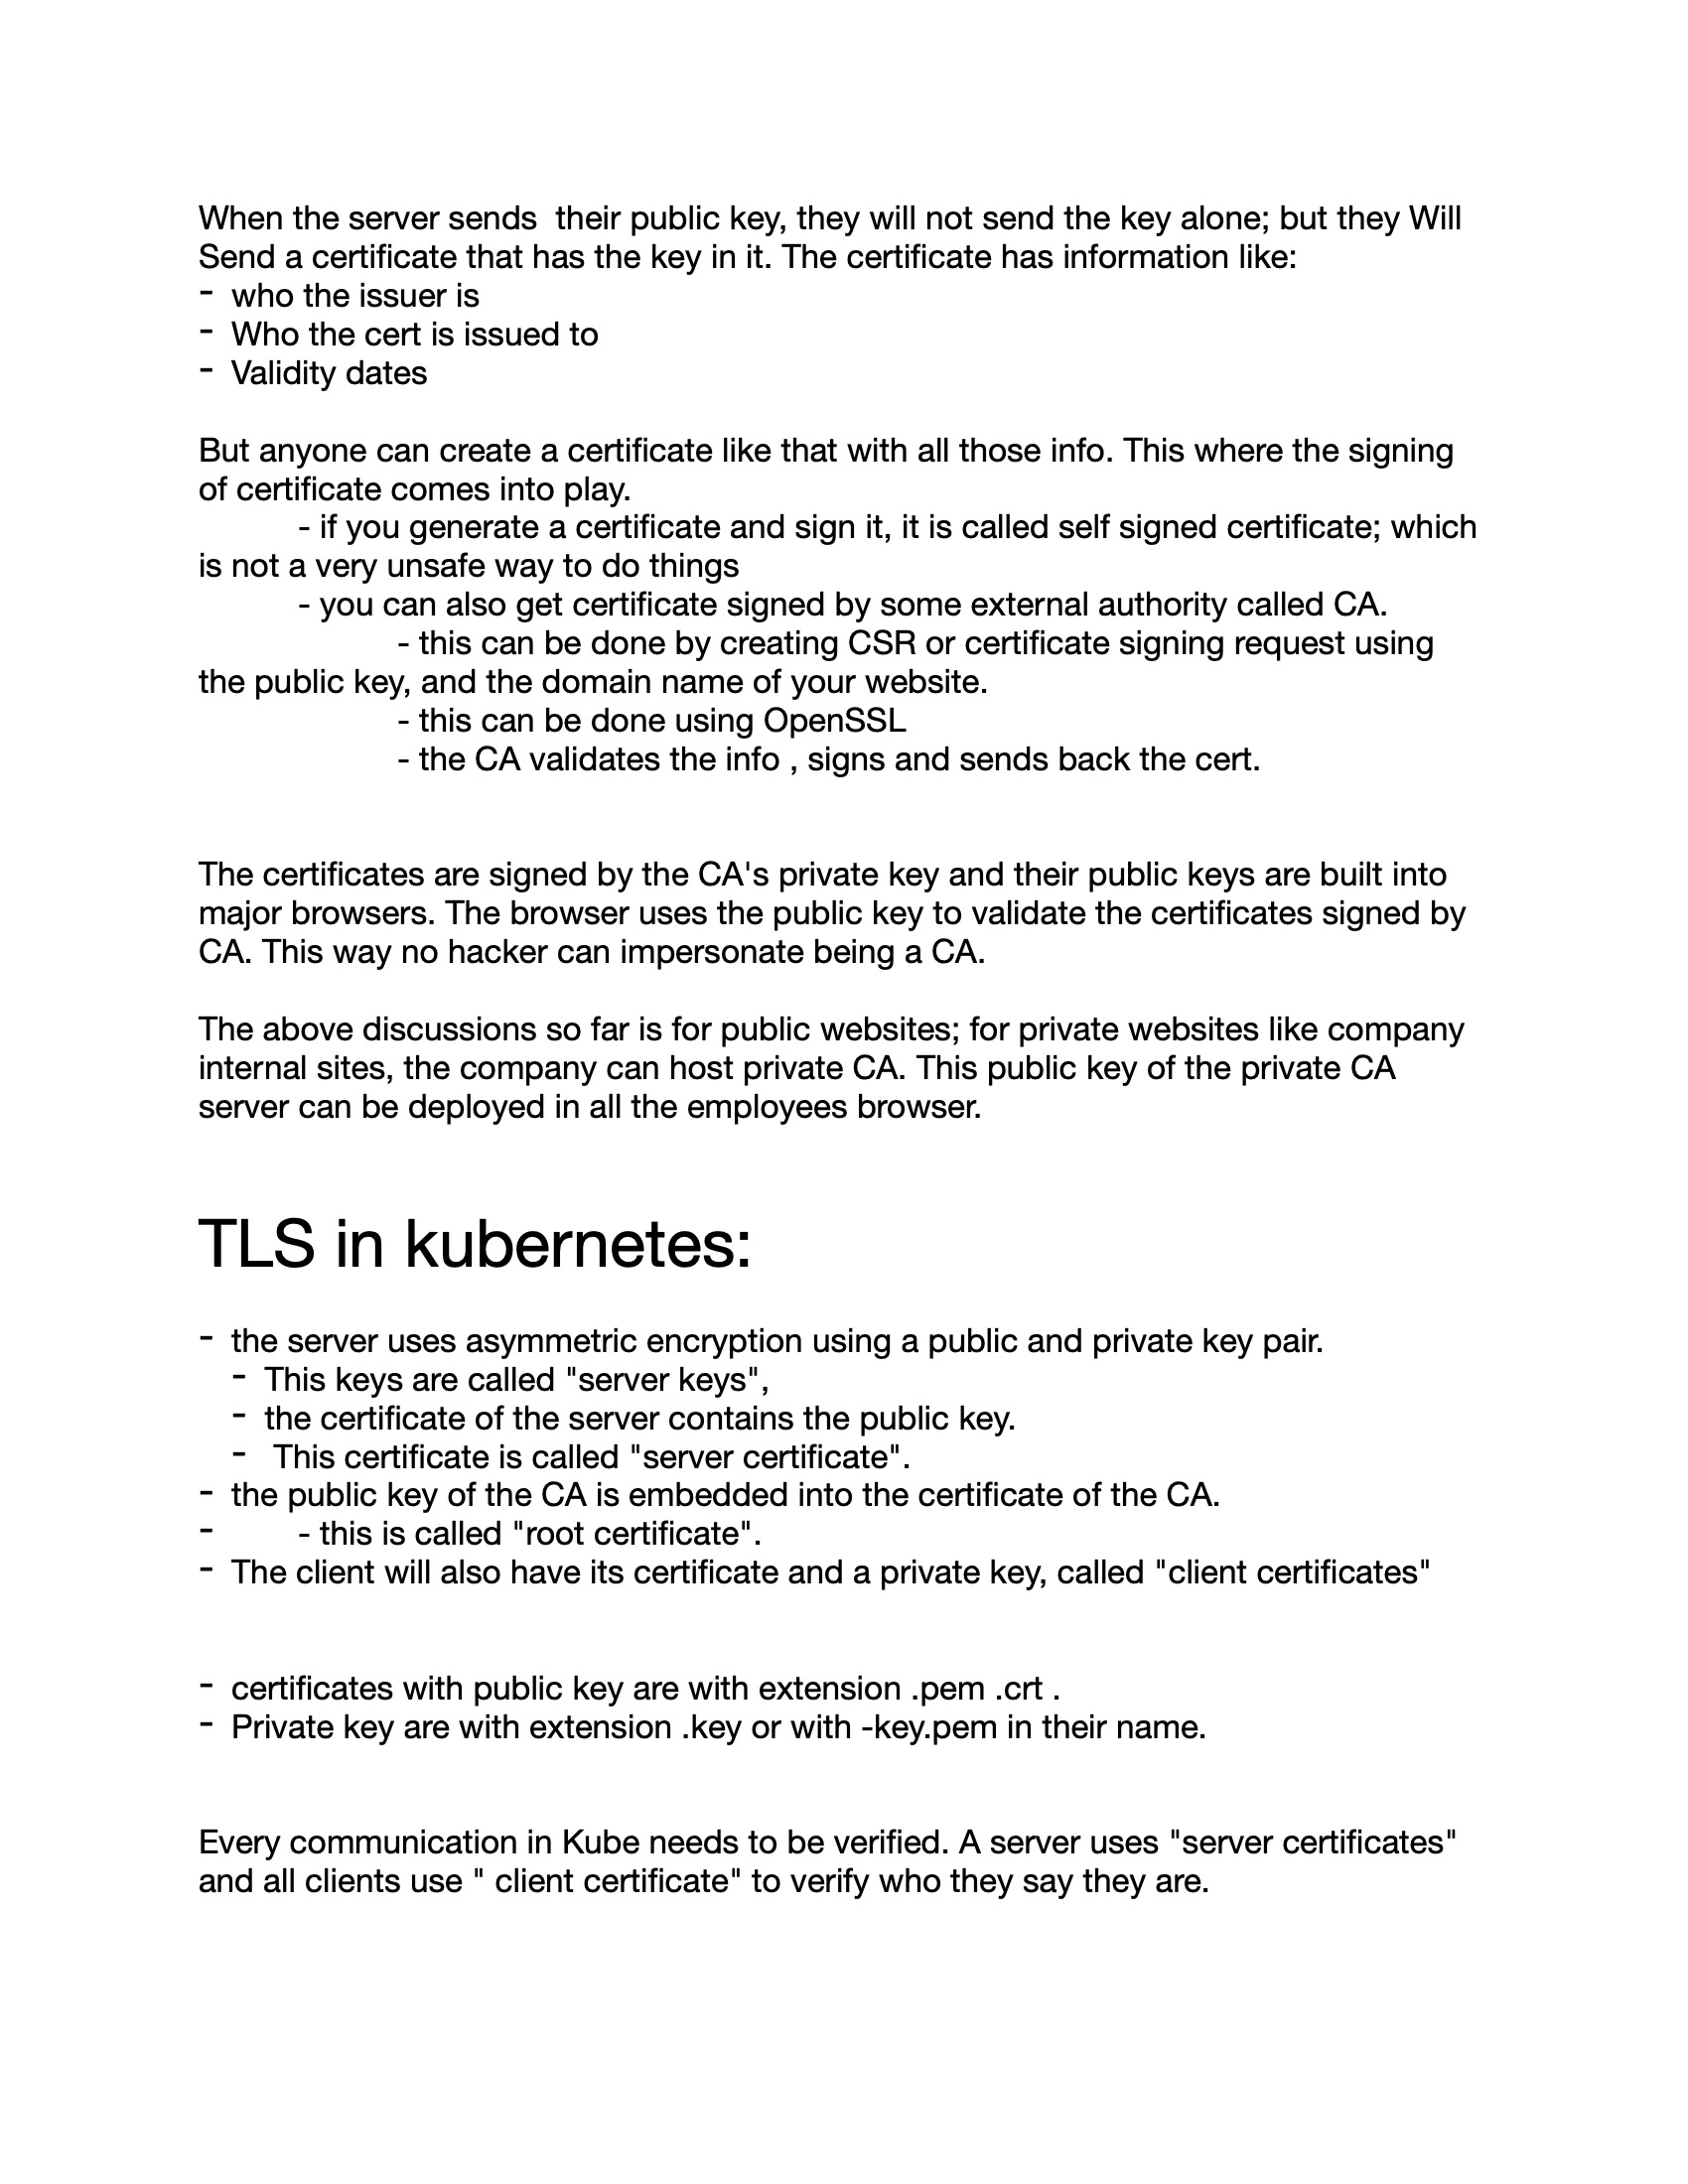 When the server sends  their public key, they will not send the key alone; but they Will
Send a certificate that has the key in it. The certificate has information like:
- who the issuer is
- Who the cert is issued to
- Validity dates
But anyone can create a certificate like that with all those info. This where the signing
of certificate comes into play.
- if you generate a certificate and sign it, it is called self signed certificate; which
is not a very unsafe way to do things
- you can also get certificate signed by some external authority called CA.
- this can be done by creating CSR or certificate signing request using
the public key, and the domain name of your website.
- this can be done using OpenSSL
- the CA validates the info , signs and sends back the cert.
The certificates are signed by the CA's private key and their public keys are built into
major browsers. The browser uses the public key to validate the certificates signed by
CA. This way no hacker can impersonate being a CA.
The above discussions so far is for public websites; for private websites like company
internal sites, the company can host private CA. This public key of the private CA
server can be deployed in all the employees browser.
TLS in kubernetes:
- the server uses asymmetric encryption using a public and private key pair.
- This keys are called "server keys",
- the certificate of the server contains the public key.
- This certificate is called "server certificate".
- the public key of the CA is embedded into the certificate of the CA.
- - this is called "root certificate".
- The client will also have its certificate and a private key, called "client certificates"
- certificates with public key are with extension .pem .crt .
- Private key are with extension .key or with -key.pem in their name.
Every communication in Kube needs to be verified. A server uses "server certificates"
and all clients use " client certificate" to verify who they say they are.